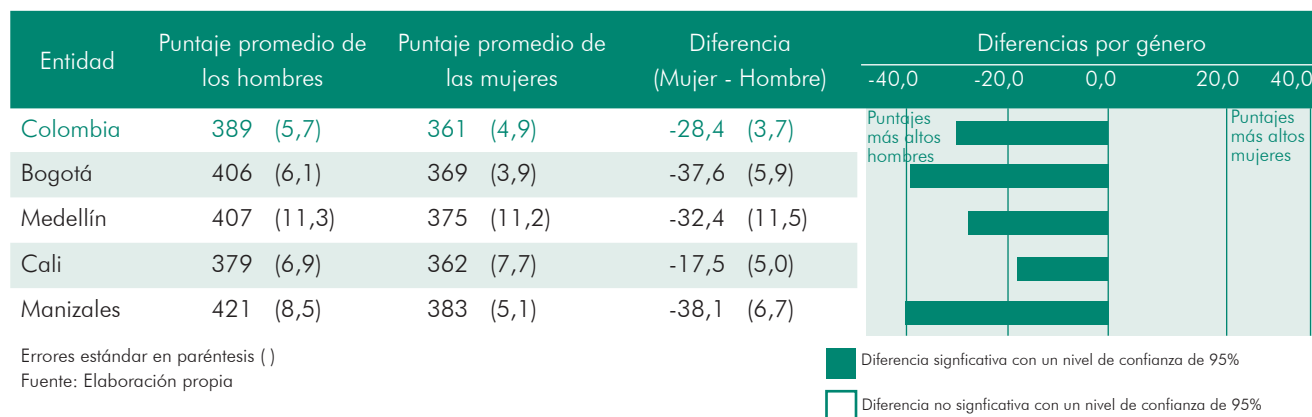 Entidad
Puntaje promedio de
los hombres
Puntaje promedio de
las mujeres
Diferencia
(Mujer - Hombre)
Diferencias por género
-40,0 -20,0 0,0 20,0 40,0
Colombia 389 (5,7) 361 (4,9) -28,4 (3,7)
Bogotá 406 (6,1) 369 (3,9) -37,6 (5,9)
Medellín 407 (11,3) 375 (11,2) -32,4 (11,5)
Cali 379 (6,9) 362 (7,7) -17,5 (5,0)
Manizales 421 (8,5) 383 (5,1) -38,1 (6,7)
Puntajes
más altos
hombres
Puntajes
más altos
mujeres
Errores estándar en paréntesis ( )
Fuente: Elaboración propia
Diferencia signficativa con un nivel de confianza de 95%
Diferencia no signficativa con un nivel de confianza de 95%